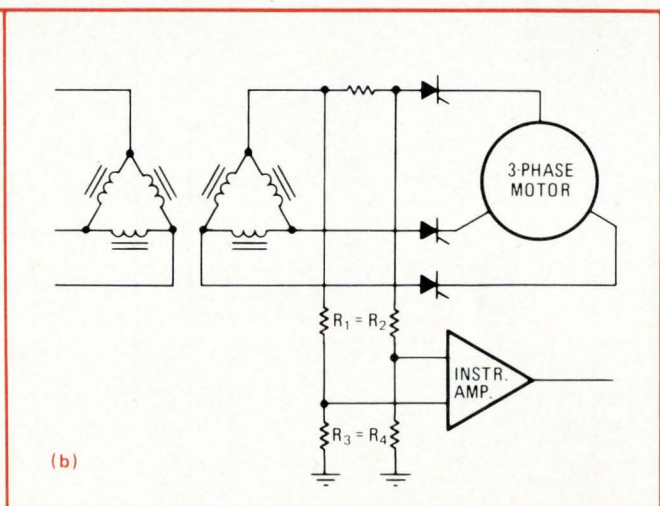 3-PHASE
MOTOR
R₁ = R₂
INSTR.
AMP.
R₃ = R₄
(b)